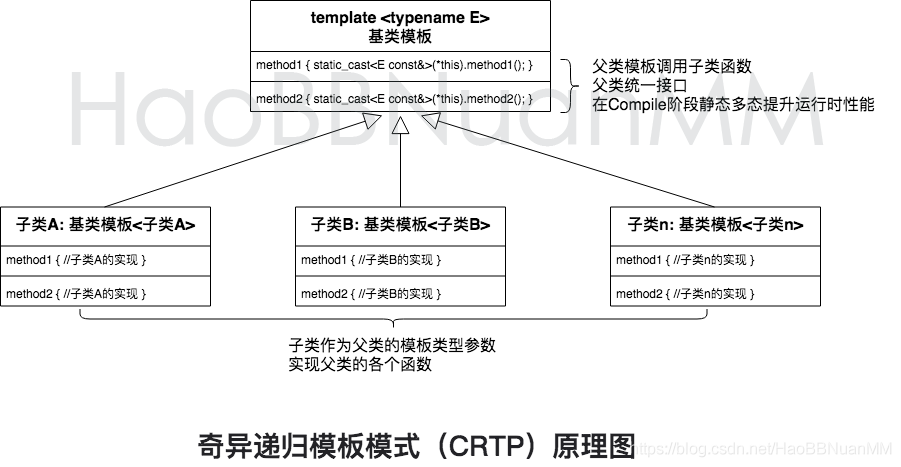 template <typename E>
基类模板
method1 { static_cast<E const&>(*this).method1(); }
method2 { static_cast<E const&>(*this).method2(); }
父类模板调用子类函数
父类统一接口
在Compile阶段静态多态提升运行时性能
HaoBBNuanMM
子类A: 基类模板<子类A>
method1 { //子类A的实现 }
method2 { //子类A的实现 }
子类B: 基类模板<子类B>
method1 { //子类B的实现 }
method2 { //子类B的实现 }
子类n: 基类模板<子类n>
method1 { //子类n的实现 }
method2 { //子类n的实现 }
子类作为父类的模板类型参数
实现父类的各个函数
奇异递归模板模式（CRTP）原理图
https://blog.csdn.net/HaoBBNuanMM